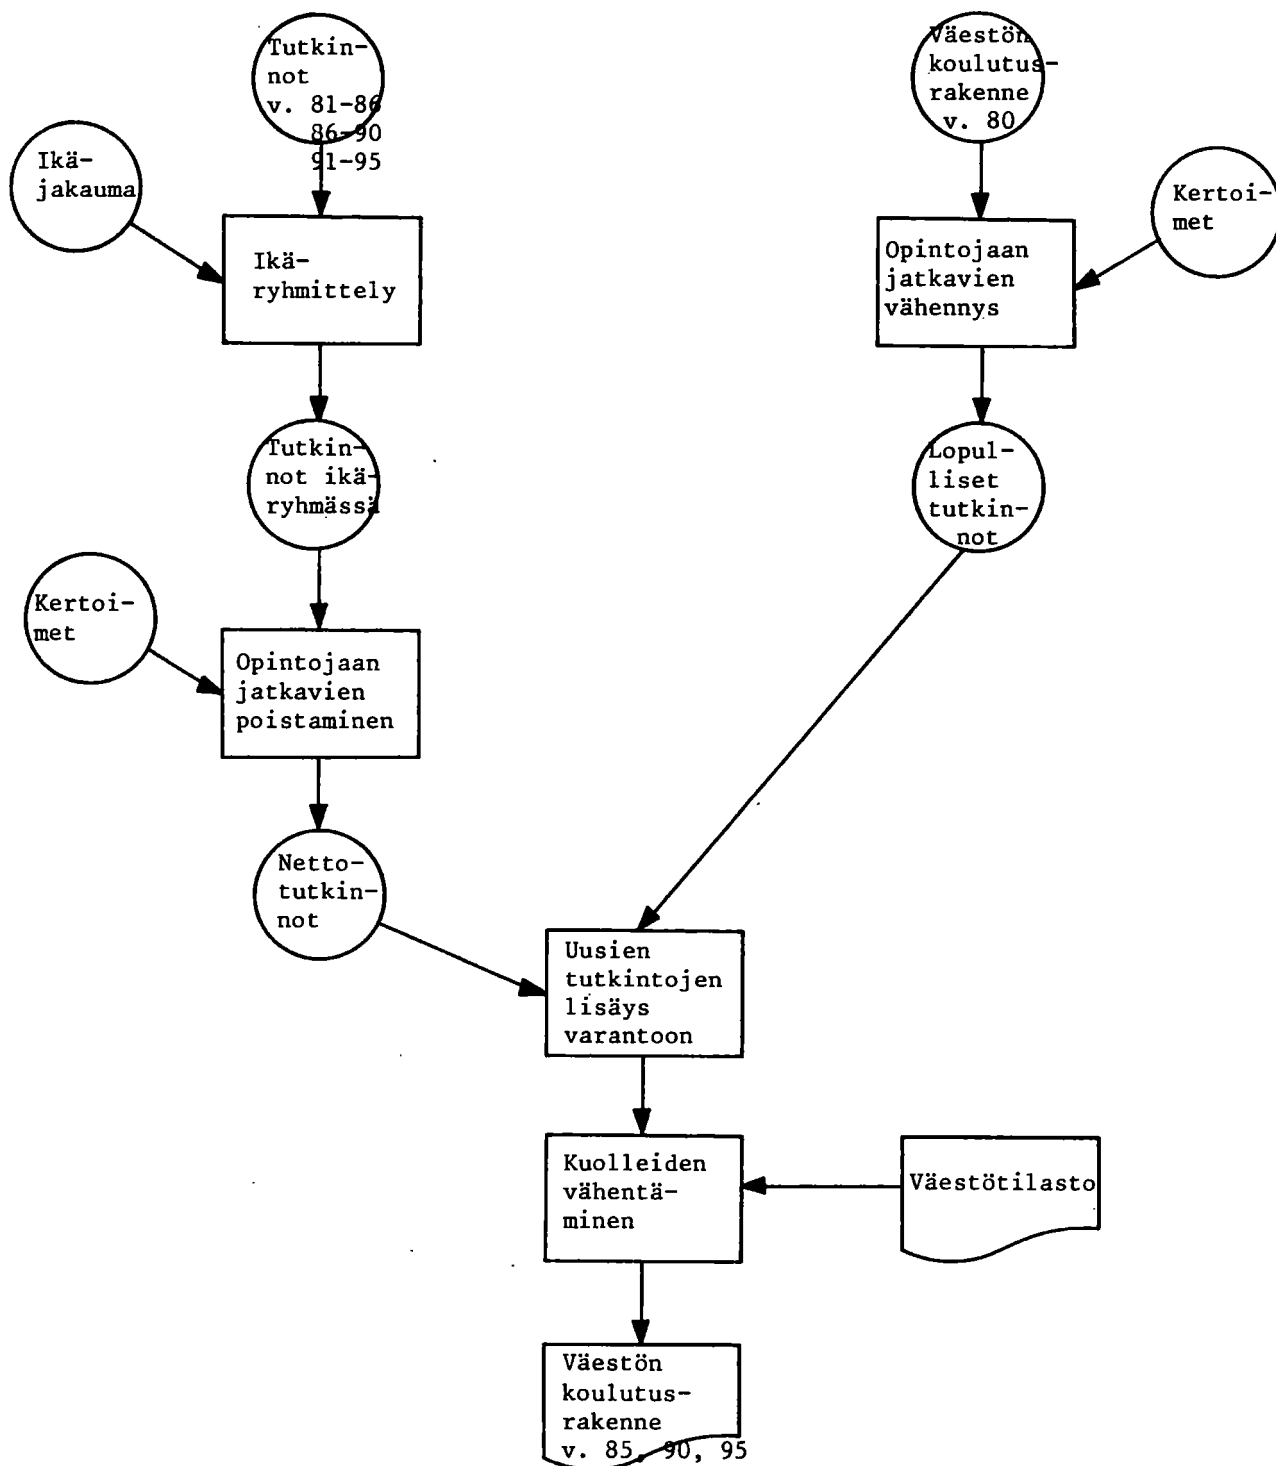 Tutkin-
not
v. 81-86
86-90
91-95
Väestön
koulutus-
rakenne
v. 80
Ikä-
jakauma
Kertoi-
met
Ikä-
ryhmittely
Opintojaan
jatkavien
vähennys
Tutkin-
not ikä-
ryhmässä
Lopul-
liset
tutkin-
not
Kertoi-
met
Opintojaan
jatkavien
poistaminen
Netto-
tutkin-
not
Uusien
tutkintojen
lisäys
varantoon
Kuolleiden
vähentä-
minen
Väestötilasto
Väestön
koulutus-
rakenne
v. 85, 90, 95